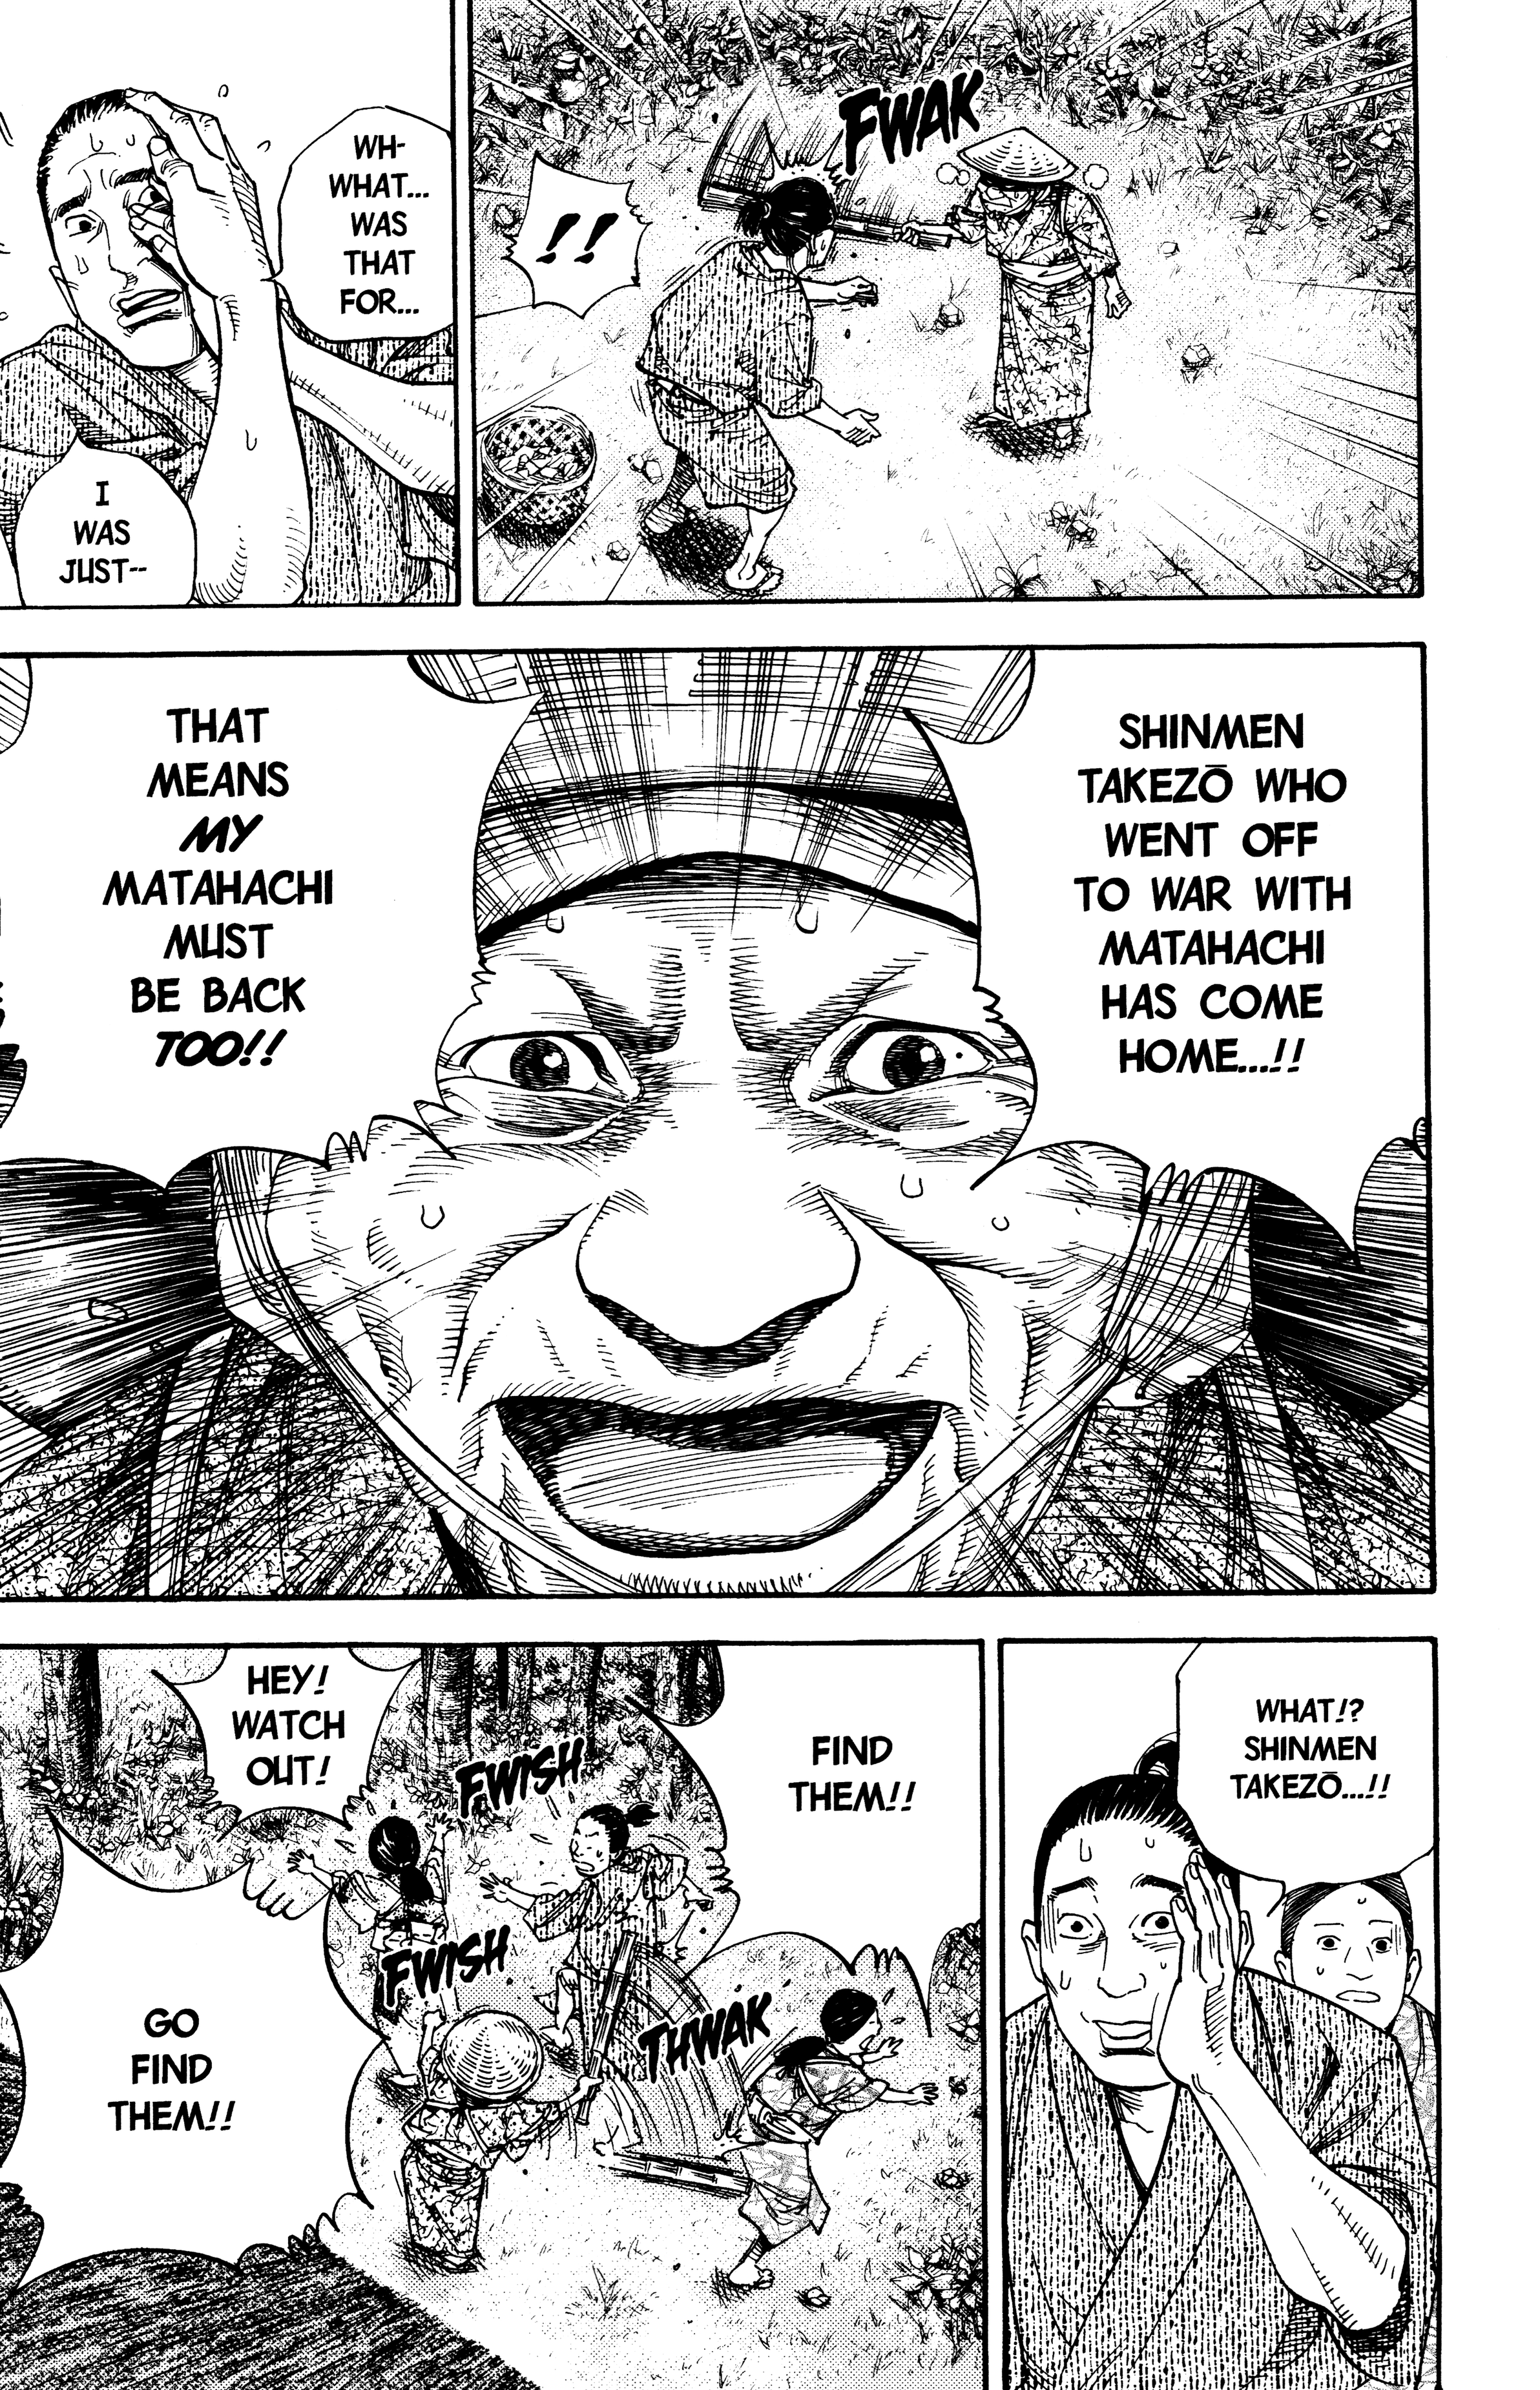 FWAK
!!
WH-
WHAT...
WAS
THAT
FOR...
I
WAS
JUST--
SHINMEN
TAKEZŌ WHO
WENT OFF
TO WAR WITH
MATAHACHI
HAS COME
HOME...!!
THAT
MEANS
MY
MATAHACHI
MUST
BE BACK
TOO!!
WHAT!?
SHINMEN
TAKEZŌ...!!
FIND
THEM!!
HEY!
WATCH
OUT!
FWISH
FWISH
THWAK
GO
FIND
THEM!!